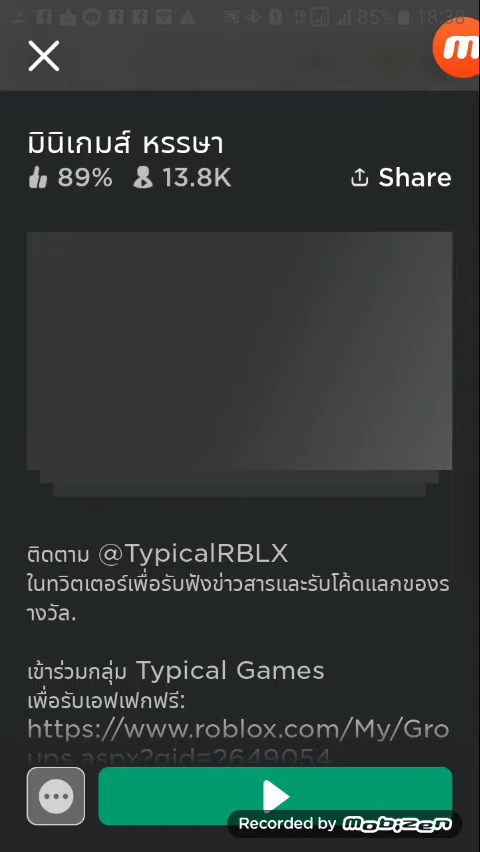 85% 18:38
มินิเกมส์ หรรษา
89% 13.8K Share
ติดตาม @TypicalRBLX
ในทวิตเตอร์เพื่อรับฟังข่าวสารและรับโค้ดแลกของร
างวัล.
เข้าร่วมกลุ่ม Typical Games
เพื่อรับเอฟเฟกฟรี:
https://www.roblox.com/My/Gro
ups.aspx?gid=2649054
Recorded by mobizen